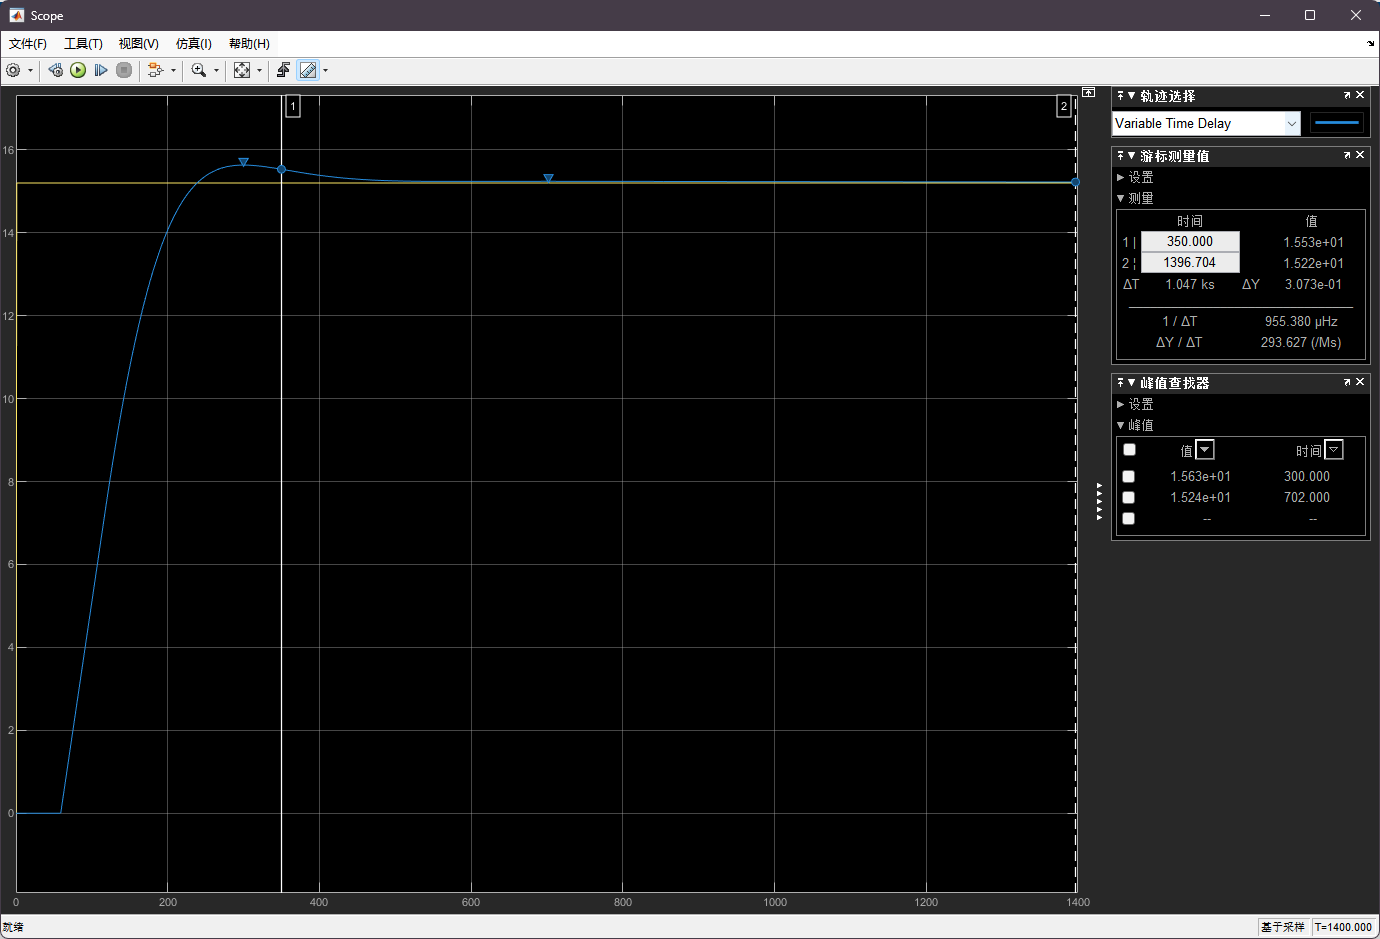 Scope
文件(F) 工具(T) 视图(V) 仿真(I) 帮助(H)
1
2
16
14
12
10
8
6
4
2
0
0 200 400 600 800 1000 1200 1400
轨迹选择
Variable Time Delay
游标测量值
设置
测量
时间 值
1 | 350.000 1.553e+01
2 ¦ 1396.704 1.522e+01
ΔT 1.047 ks ΔY 3.073e-01
1 / ΔT 955.380 µHz
ΔY / ΔT 293.627 (/Ms)
峰值查找器
设置
峰值
值 时间
1.563e+01 300.000
1.524e+01 702.000
-- --
就绪
基于采样 T=1400.000